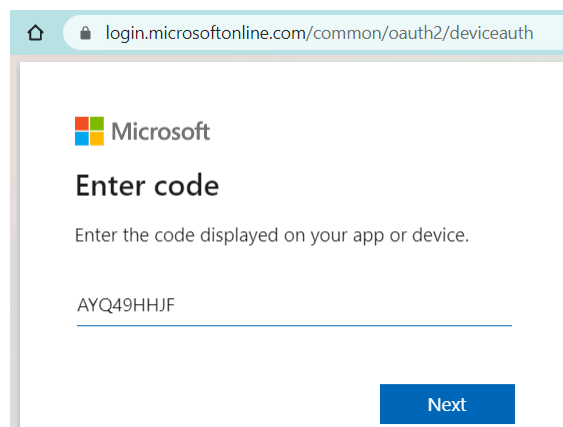 login.microsoftonline.com/common/oauth2/deviceauth
Microsoft
Enter code
Enter the code displayed on your app or device.
AYQ49HHJF
Next